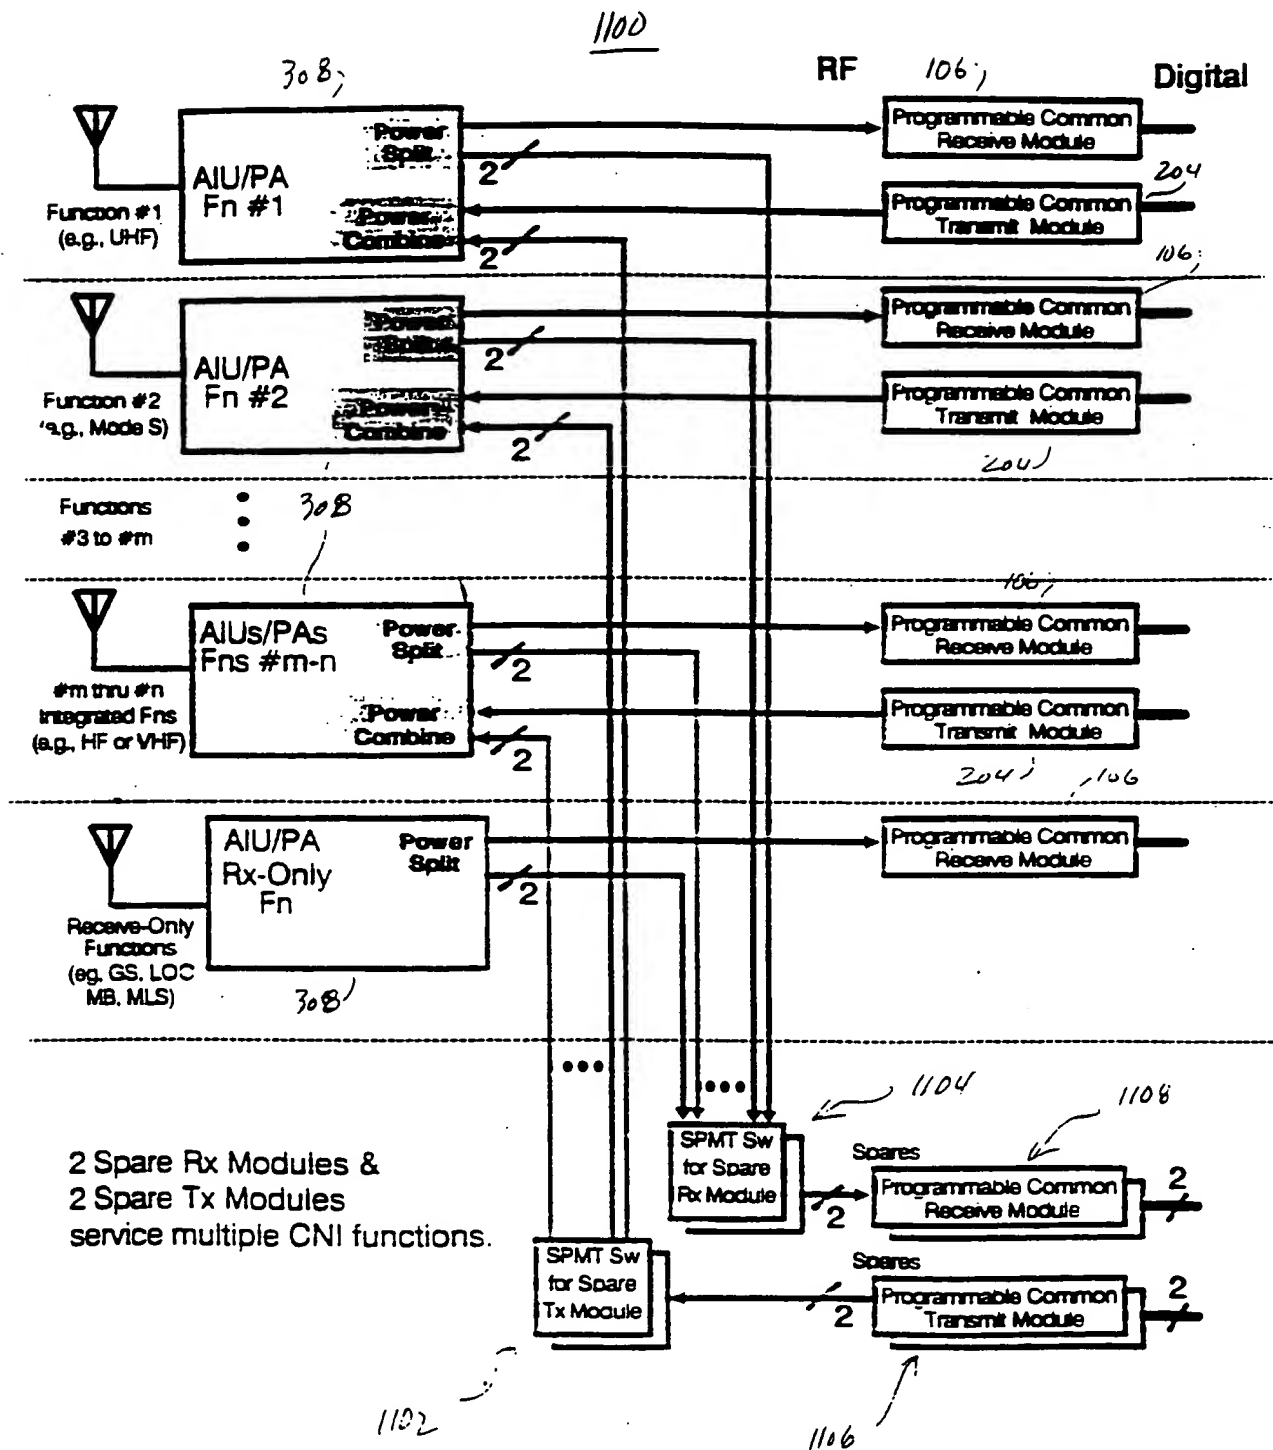 1100
308
RF
106
Digital
Power
Split
AIU/PA
Fn #1
Power
Combine
2
2
Function #1
(e.g., UHF)
Programmable Common
Receive Module
204
Programmable Common
Transmit Module
106
Power
Split
AIU/PA
Fn #2
Power
Combine
2
2
Function #2
(e.g., Mode S)
Programmable Common
Receive Module
Programmable Common
Transmit Module
204
308
Functions
#3 to #m
106
AIUs/PAs
Fns #m-n
Power
Split
Power
Combine
2
2
#m thru #n
Integrated Fns
(e.g., HF or VHF)
Programmable Common
Receive Module
Programmable Common
Transmit Module
204
106
AIU/PA
Rx-Only
Fn
Power
Split
2
Receive-Only
Functions
(eg. GS. LOC
MB. MLS)
308
Programmable Common
Receive Module
1104
1108
2 Spare Rx Modules &
2 Spare Tx Modules
service multiple CNI functions.
SPMT Sw
for Spare
Rx Module
2
Spares
Programmable Common
Receive Module
2
SPMT Sw
for Spare
Tx Module
2
Spares
Programmable Common
Transmit Module
2
1102
1106